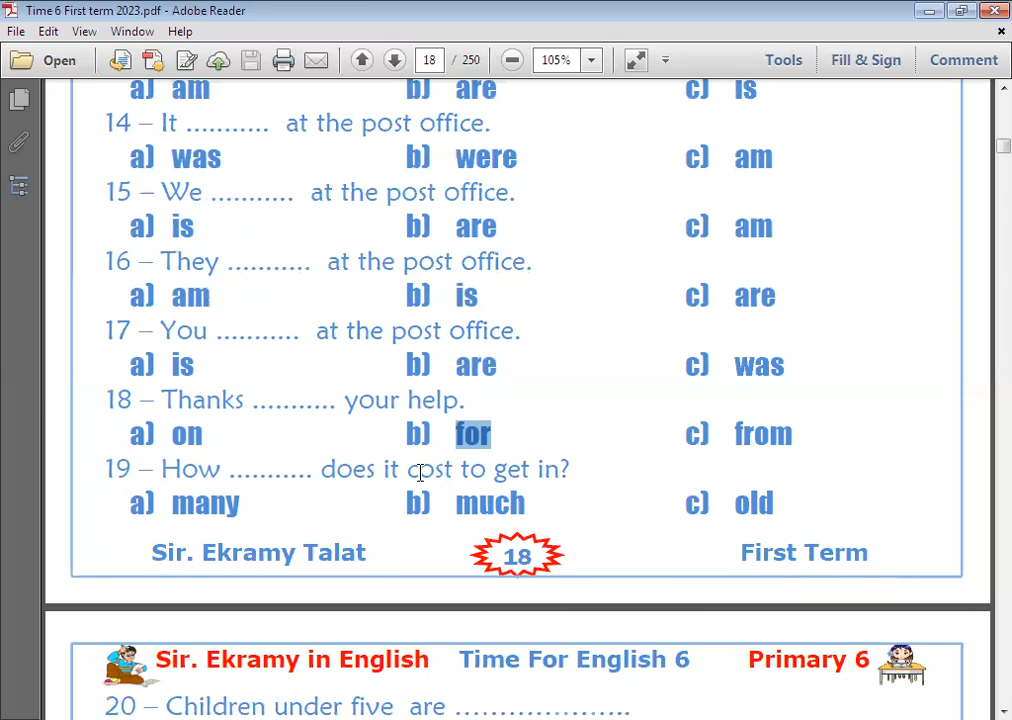 Time 6 First term 2023.pdf - Adobe Reader
File Edit View Window Help
Open 18 / 250 105% Tools Fill & Sign Comment
a) am b) are c) is
14 – It ........... at the post office.
a) was b) were c) am
15 – We ........... at the post office.
a) is b) are c) am
16 – They ........... at the post office.
a) am b) is c) are
17 – You ........... at the post office.
a) is b) are c) was
18 – Thanks ........... your help.
a) on b) for c) from
19 – How ........... does it cost to get in?
a) many b) much c) old
Sir. Ekramy Talat 18 First Term
Sir. Ekramy in English Time For English 6 Primary 6
20 – Children under five are ......................